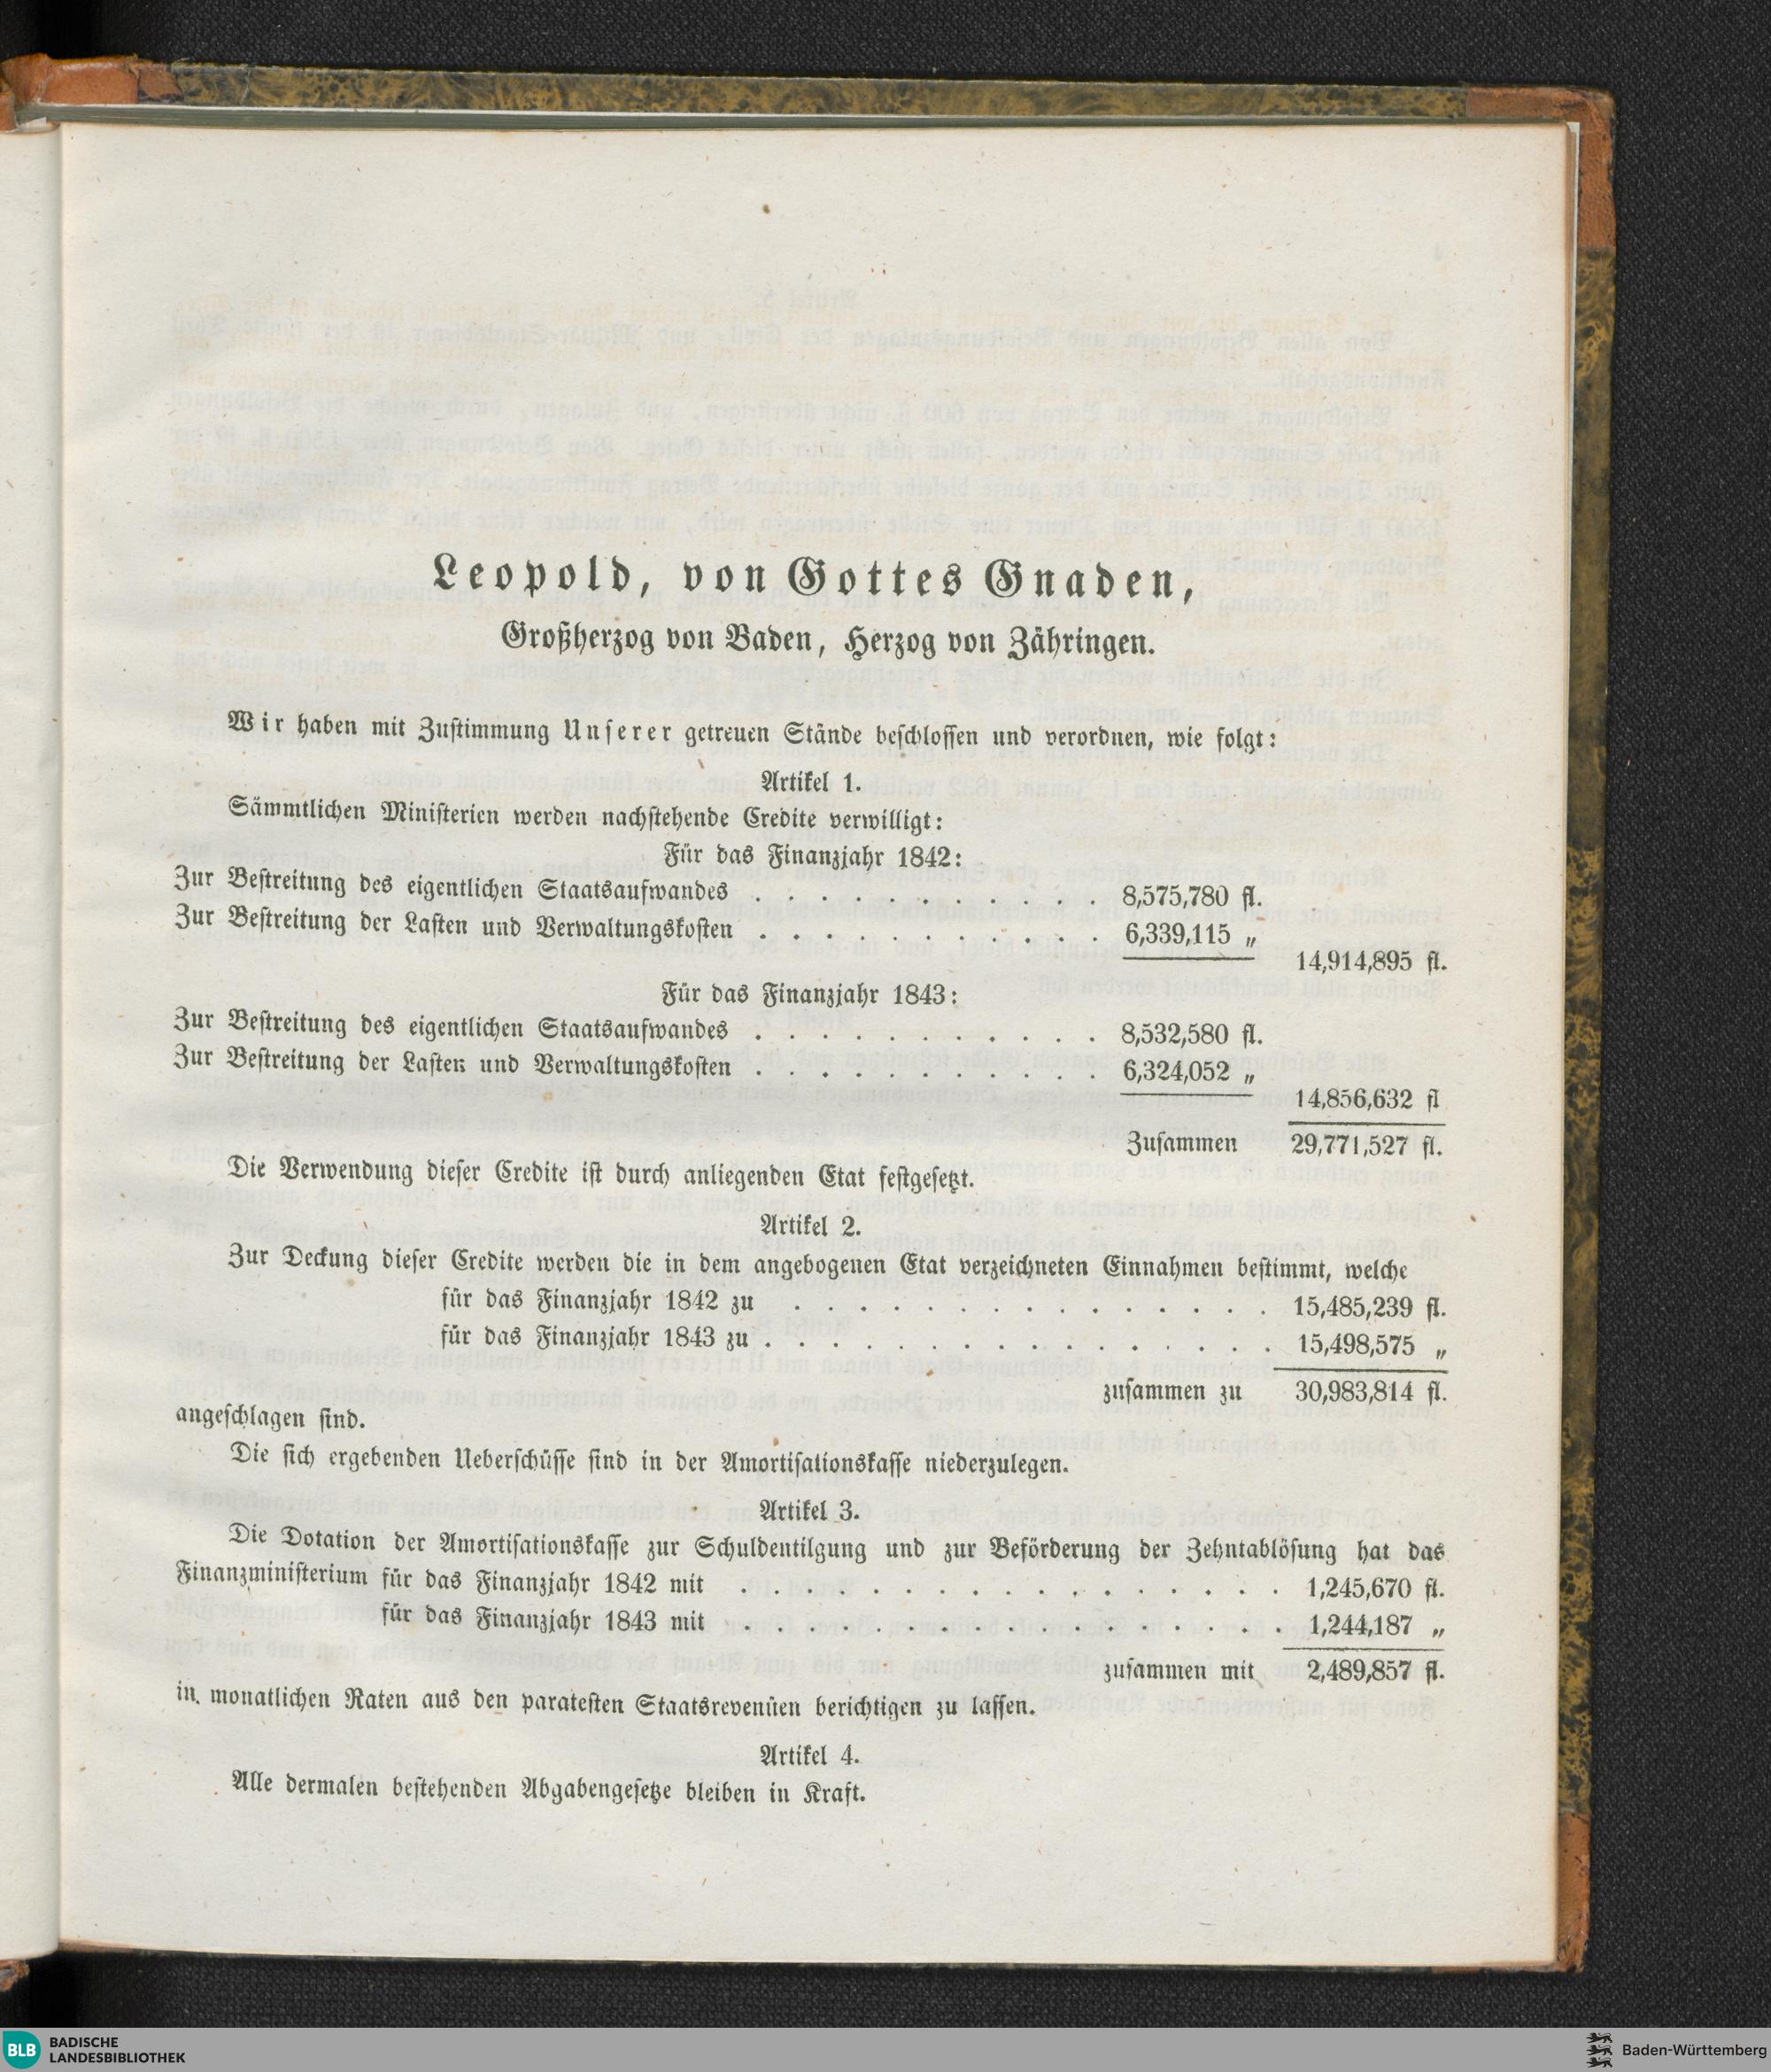 Leopold, von Gottes Gnaden,
Großherzog von Baden, Herzog von Zähringen.
Wir haben mit Zustimmung Unserer getreuen Stände beschlossen und verordnen, wie folgt:
Artikel 1.
Sämmtlichen Ministerien werden nachstehende Credite verwilligt:
Für das Finanzjahr 1842:
Zur Bestreitung des eigentlichen Staatsaufwandes . . . . . . . . . . . 8,575,780 fl.
Zur Bestreitung der Lasten und Verwaltungskosten . . . . . . . . . . . 6,339,115 „
14,914,895 fl.
Für das Finanzjahr 1843:
Zur Bestreitung des eigentlichen Staatsaufwandes . . . . . . . . . . . 8,532,580 fl.
Zur Bestreitung der Lasten und Verwaltungskosten . . . . . . . . . . . 6,324,052 „
14,856,632 fl
Zusammen 29,771,527 fl.
Die Verwendung dieser Credite ist durch anliegenden Etat festgesetzt.
Artikel 2.
Zur Deckung dieser Credite werden die in dem angebogenen Etat verzeichneten Einnahmen bestimmt, welche
für das Finanzjahr 1842 zu . . . . . . . . . . . . . . . 15,485,239 fl.
für das Finanzjahr 1843 zu . . . . . . . . . . . . . . . . 15,498,575 „
zusammen zu 30,983,814 fl.
angeschlagen sind.
Die sich ergebenden Ueberschüsse sind in der Amortisationskasse niederzulegen.
Artikel 3.
Die Dotation der Amortisationskasse zur Schuldentilgung und zur Beförderung der Zehntablösung hat das
Finanzministerium für das Finanzjahr 1842 mit . . . . . . . . . . . . . . . . . 1,245,670 fl.
für das Finanzjahr 1843 mit . . . . . . . . . . . . . . . . . 1,244,187 „
zusammen mit 2,489,857 fl.
in monatlichen Raten aus den paratesten Staatsrevenüen berichtigen zu lassen.
Artikel 4.
Alle dermalen bestehenden Abgabengesetze bleiben in Kraft.
BLB BADISCHE
LANDESBIBLIOTHEK
Baden-Württemberg